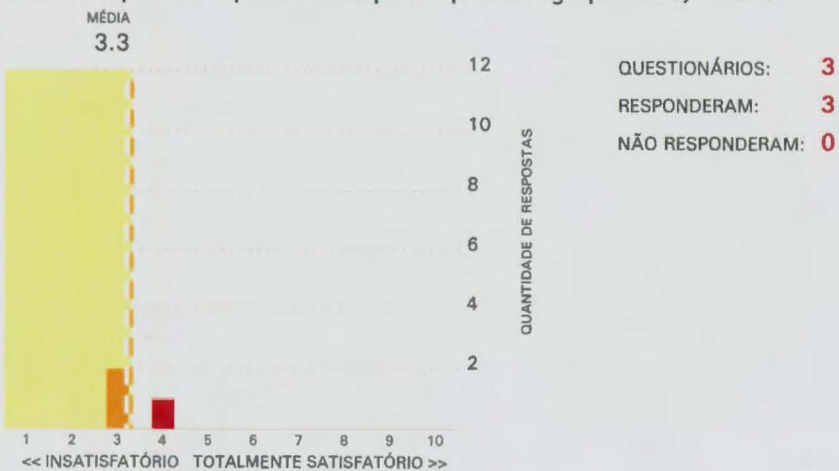 MÉDIA
3.3
12
10
8
6
4
2
QUANTIDADE DE RESPOSTAS
1 2 3 4 5 6 7 8 9 10
<< INSATISFATÓRIO TOTALMENTE SATISFATÓRIO >>
QUESTIONÁRIOS: 3
RESPONDERAM: 3
NÃO RESPONDERAM: 0